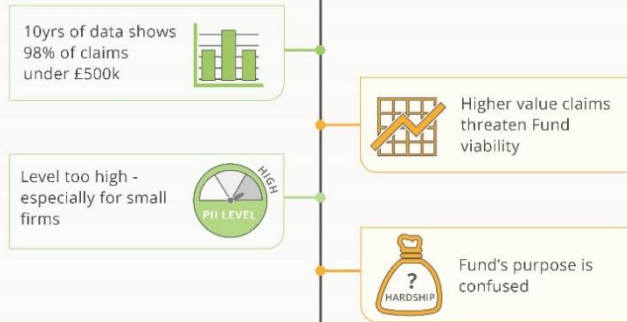 10yrs of data shows
98% of claims
under £500k
Higher value claims
threaten Fund
viability
Level too high -
especially for small
firms
HIGH
PII LEVEL
?
HARDSHIP
Fund's purpose is
confused